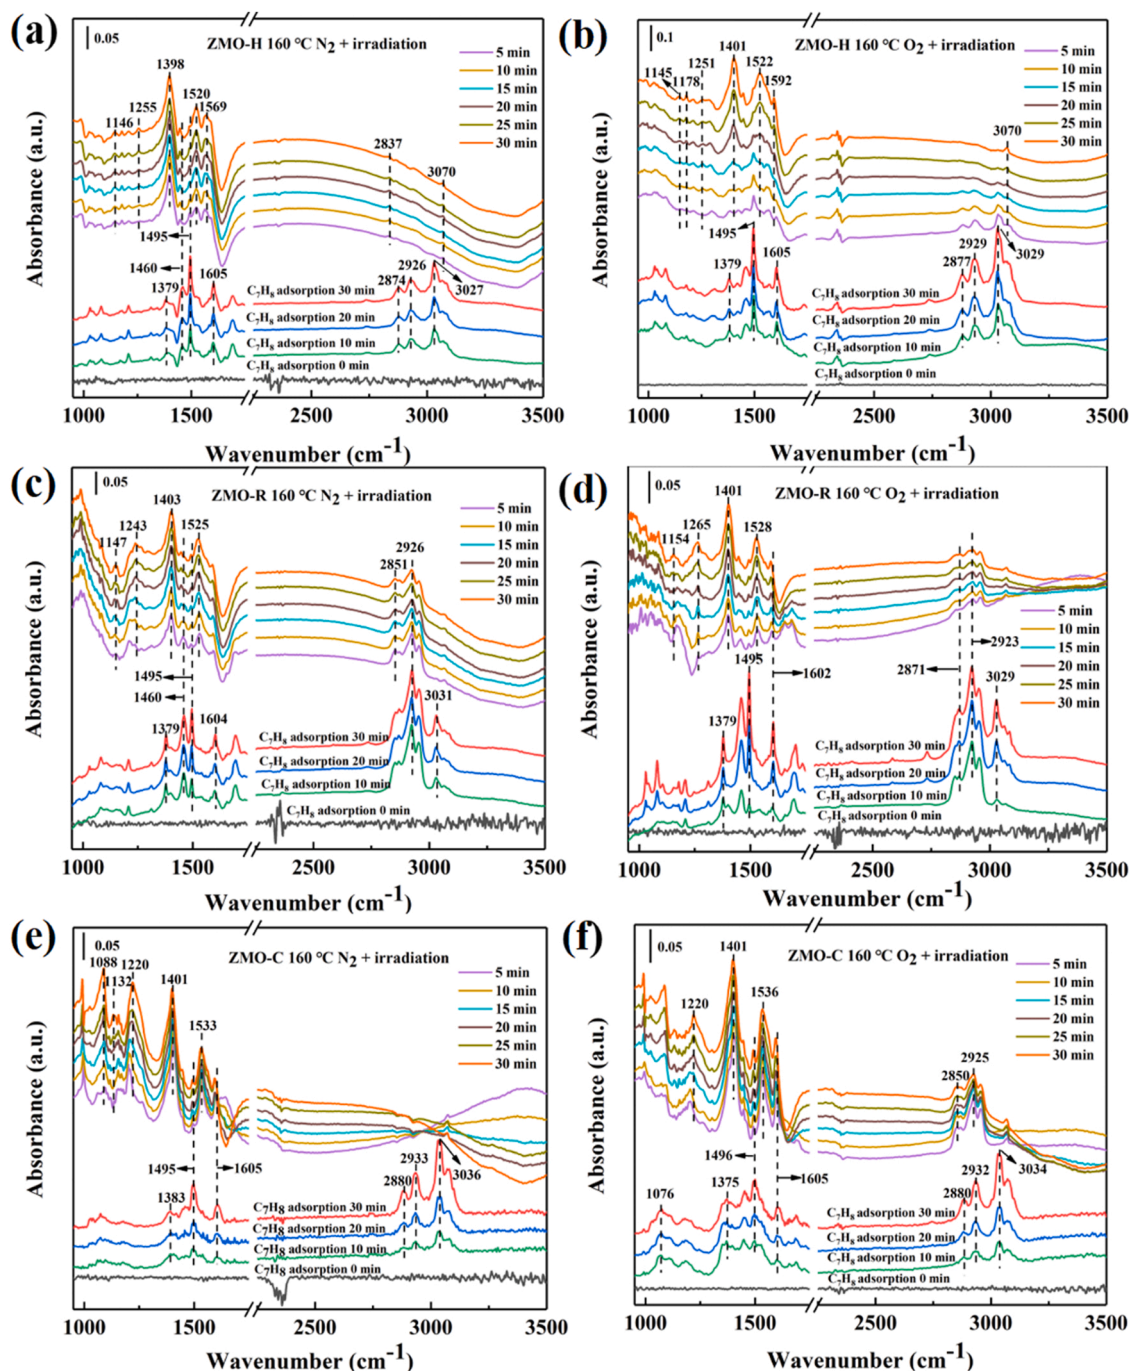 (a)
0.05
ZMO-H 160 °C N2 + irradiation
5 min
10 min
15 min
20 min
25 min
30 min
1398
1520
1569
1255
1146
2837
3070
1495
1460
1379
1605
2926
2874
3027
C7H8 adsorption 30 min
C7H8 adsorption 20 min
C7H8 adsorption 10 min
C7H8 adsorption 0 min
Absorbance (a.u.)
1000 1500 2500 3000 3500
Wavenumber (cm-1)
(b)
0.1
ZMO-H 160 °C O2 + irradiation
5 min
10 min
15 min
20 min
25 min
30 min
1401
1251
1522
1178
1145
1592
3070
1495
1379
1605
2929
2877
3029
C7H8 adsorption 30 min
C7H8 adsorption 20 min
C7H8 adsorption 10 min
C7H8 adsorption 0 min
Absorbance (a.u.)
1000 1500 2500 3000 3500
Wavenumber (cm-1)
(c)
0.05
ZMO-R 160 °C N2 + irradiation
5 min
10 min
15 min
20 min
25 min
30 min
1403
1243
1525
1147
2926
2851
1495
1460
1379
1604
3031
C7H8 adsorption 30 min
C7H8 adsorption 20 min
C7H8 adsorption 10 min
C7H8 adsorption 0 min
Absorbance (a.u.)
1000 1500 2500 3000 3500
Wavenumber (cm-1)
(d)
0.05
ZMO-R 160 °C O2 + irradiation
1401
1265
1528
1154
5 min
10 min
15 min
20 min
25 min
30 min
2923
1495
1602
2871
3029
1379
C7H8 adsorption 30 min
C7H8 adsorption 20 min
C7H8 adsorption 10 min
C7H8 adsorption 0 min
Absorbance (a.u.)
1000 1500 2500 3000 3500
Wavenumber (cm-1)
(e)
0.05
ZMO-C 160 °C N2 + irradiation
5 min
10 min
15 min
20 min
25 min
30 min
1088
1220
1132
1401
1533
1495
1605
1383
2933
2880
3036
C7H8 adsorption 30 min
C7H8 adsorption 20 min
C7H8 adsorption 10 min
C7H8 adsorption 0 min
Absorbance (a.u.)
1000 1500 2500 3000 3500
Wavenumber (cm-1)
(f)
0.05
ZMO-C 160 °C O2 + irradiation
5 min
10 min
15 min
20 min
25 min
30 min
1401
1220
1536
2925
2850
1496
1605
1076
1375
2932
2880
3034
C7H8 adsorption 30 min
C7H8 adsorption 20 min
C7H8 adsorption 10 min
C7H8 adsorption 0 min
Absorbance (a.u.)
1000 1500 2500 3000 3500
Wavenumber (cm-1)